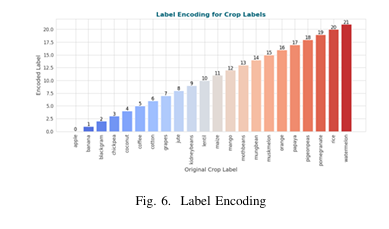 Label Encoding for Crop Labels
Encoded Label
20.0
17.5
15.0
12.5
10.0
7.5
5.0
2.5
0.0
0 1 2 3 4 5 6 7 8 9 10 11 12 13 14 15 16 17 18 19 20 21
apple
banana
blackgram
chickpea
coconut
coffee
cotton
grapes
jute
kidneybeans
lentil
maize
mango
mothbeans
mungbean
muskmelon
orange
papaya
pigeonpeas
pomegranate
rice
watermelon
Original Crop Label
Fig. 6. Label Encoding